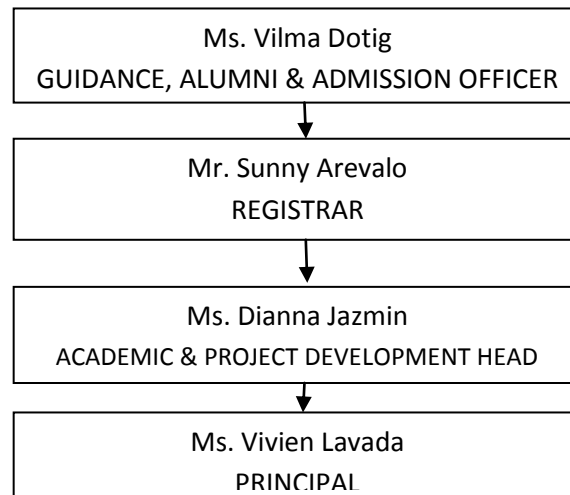 Ms. Vilma Dotig
GUIDANCE, ALUMNI & ADMISSION OFFICER
Mr. Sunny Arevalo
REGISTRAR
Ms. Dianna Jazmin
ACADEMIC & PROJECT DEVELOPMENT HEAD
Ms. Vivien Lavada
PRINCIPAL